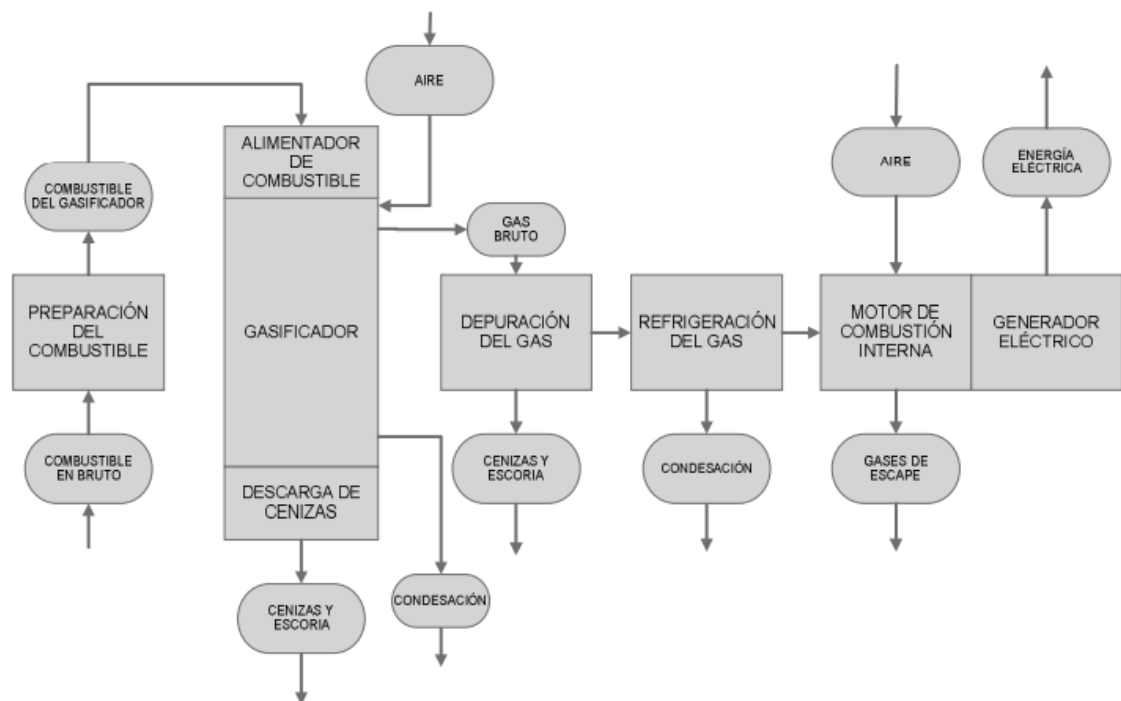 AIRE
ALIMENTADOR
DE
COMBUSTIBLE
COMBUSTIBLE
DEL GASIFICADOR
AIRE
ENERGÍA
ELÉCTRICA
GAS
BRUTO
PREPARACIÓN
DEL
COMBUSTIBLE
GASIFICADOR
DEPURACIÓN
DEL GAS
REFRIGERACIÓN
DEL GAS
MOTOR DE
COMBUSTIÓN
INTERNA
GENERADOR
ELÉCTRICO
COMBUSTIBLE
EN BRUTO
DESCARGA DE
CENIZAS
CENIZAS Y
ESCORIA
CONDESACIÓN
GASES DE
ESCAPE
CENIZAS Y
ESCORIA
CONDESACIÓN